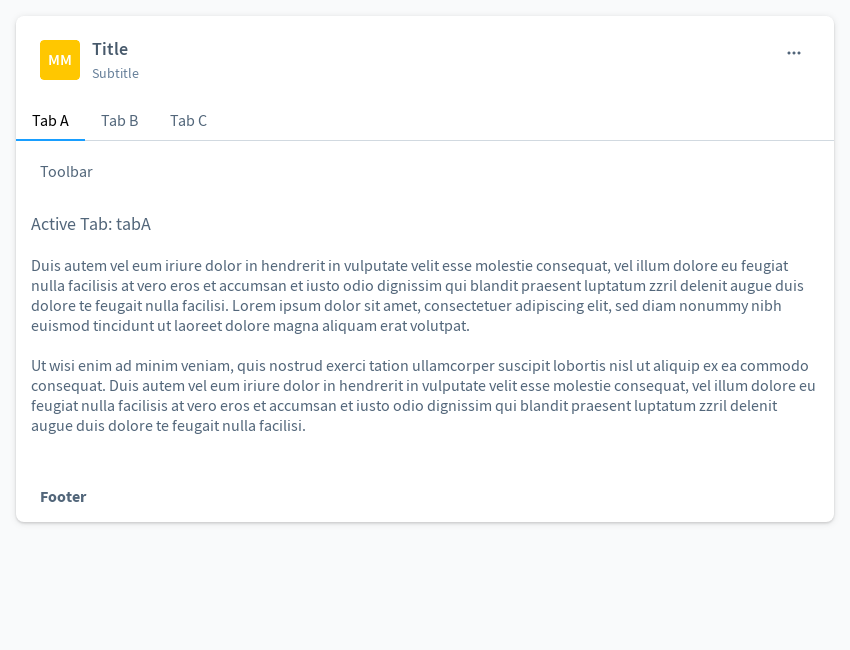 MM
Title
Subtitle
Tab A
Tab B
Tab C
Toolbar
Active Tab: tabA
Duis autem vel eum iriure dolor in hendrerit in vulputate velit esse molestie consequat, vel illum dolore eu feugiat
nulla facilisis at vero eros et accumsan et iusto odio dignissim qui blandit praesent luptatum zzril delenit augue duis
dolore te feugait nulla facilisi. Lorem ipsum dolor sit amet, consectetuer adipiscing elit, sed diam nonummy nibh
euismod tincidunt ut laoreet dolore magna aliquam erat volutpat.
Ut wisi enim ad minim veniam, quis nostrud exerci tation ullamcorper suscipit lobortis nisl ut aliquip ex ea commodo
consequat. Duis autem vel eum iriure dolor in hendrerit in vulputate velit esse molestie consequat, vel illum dolore eu
feugiat nulla facilisis at vero eros et accumsan et iusto odio dignissim qui blandit praesent luptatum zzril delenit
augue duis dolore te feugait nulla facilisi.
Footer